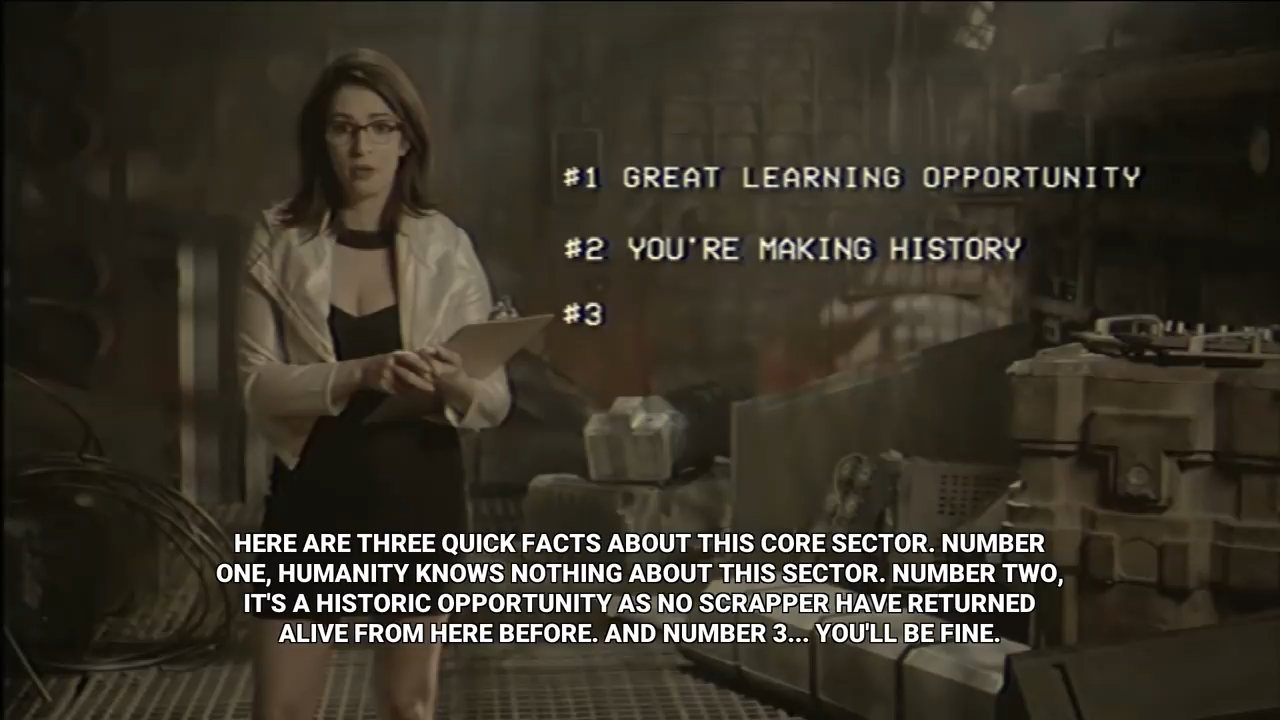 #1 GREAT LEARNING OPPORTUNITY
#2 YOU'RE MAKING HISTORY
#3
HERE ARE THREE QUICK FACTS ABOUT THIS CORE SECTOR. NUMBER
ONE, HUMANITY KNOWS NOTHING ABOUT THIS SECTOR. NUMBER TWO,
IT'S A HISTORIC OPPORTUNITY AS NO SCRAPPER HAVE RETURNED
ALIVE FROM HERE BEFORE. AND NUMBER 3... YOU'LL BE FINE.